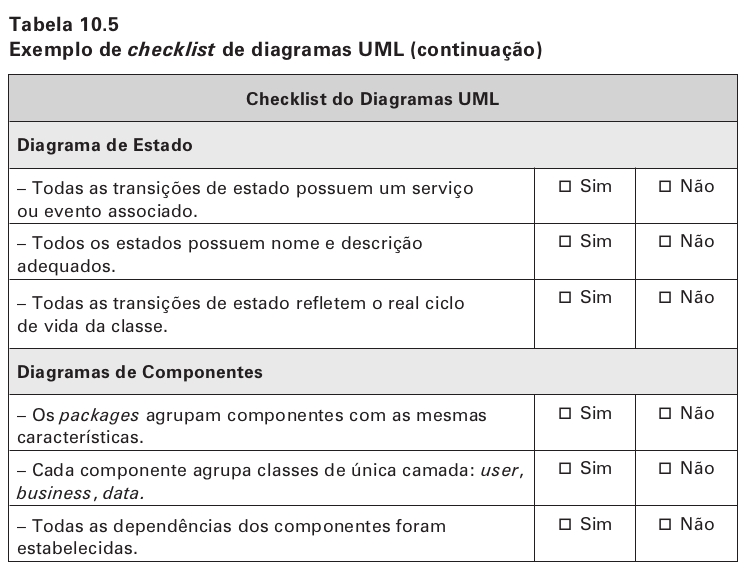 Tabela 10.5
Exemplo de checklist de diagramas UML (continuação)
Checklist do Diagramas UML
Diagrama de Estado
– Todas as transições de estado possuem um serviço
ou evento associado.
□ Sim
□ Não
– Todos os estados possuem nome e descrição
adequados.
□ Sim
□ Não
– Todas as transições de estado refletem o real ciclo
de vida da classe.
□ Sim
□ Não
Diagramas de Componentes
– Os packages agrupam componentes com as mesmas
características.
□ Sim
□ Não
– Cada componente agrupa classes de única camada: user,
business, data.
□ Sim
□ Não
– Todas as dependências dos componentes foram
estabelecidas.
□ Sim
□ Não